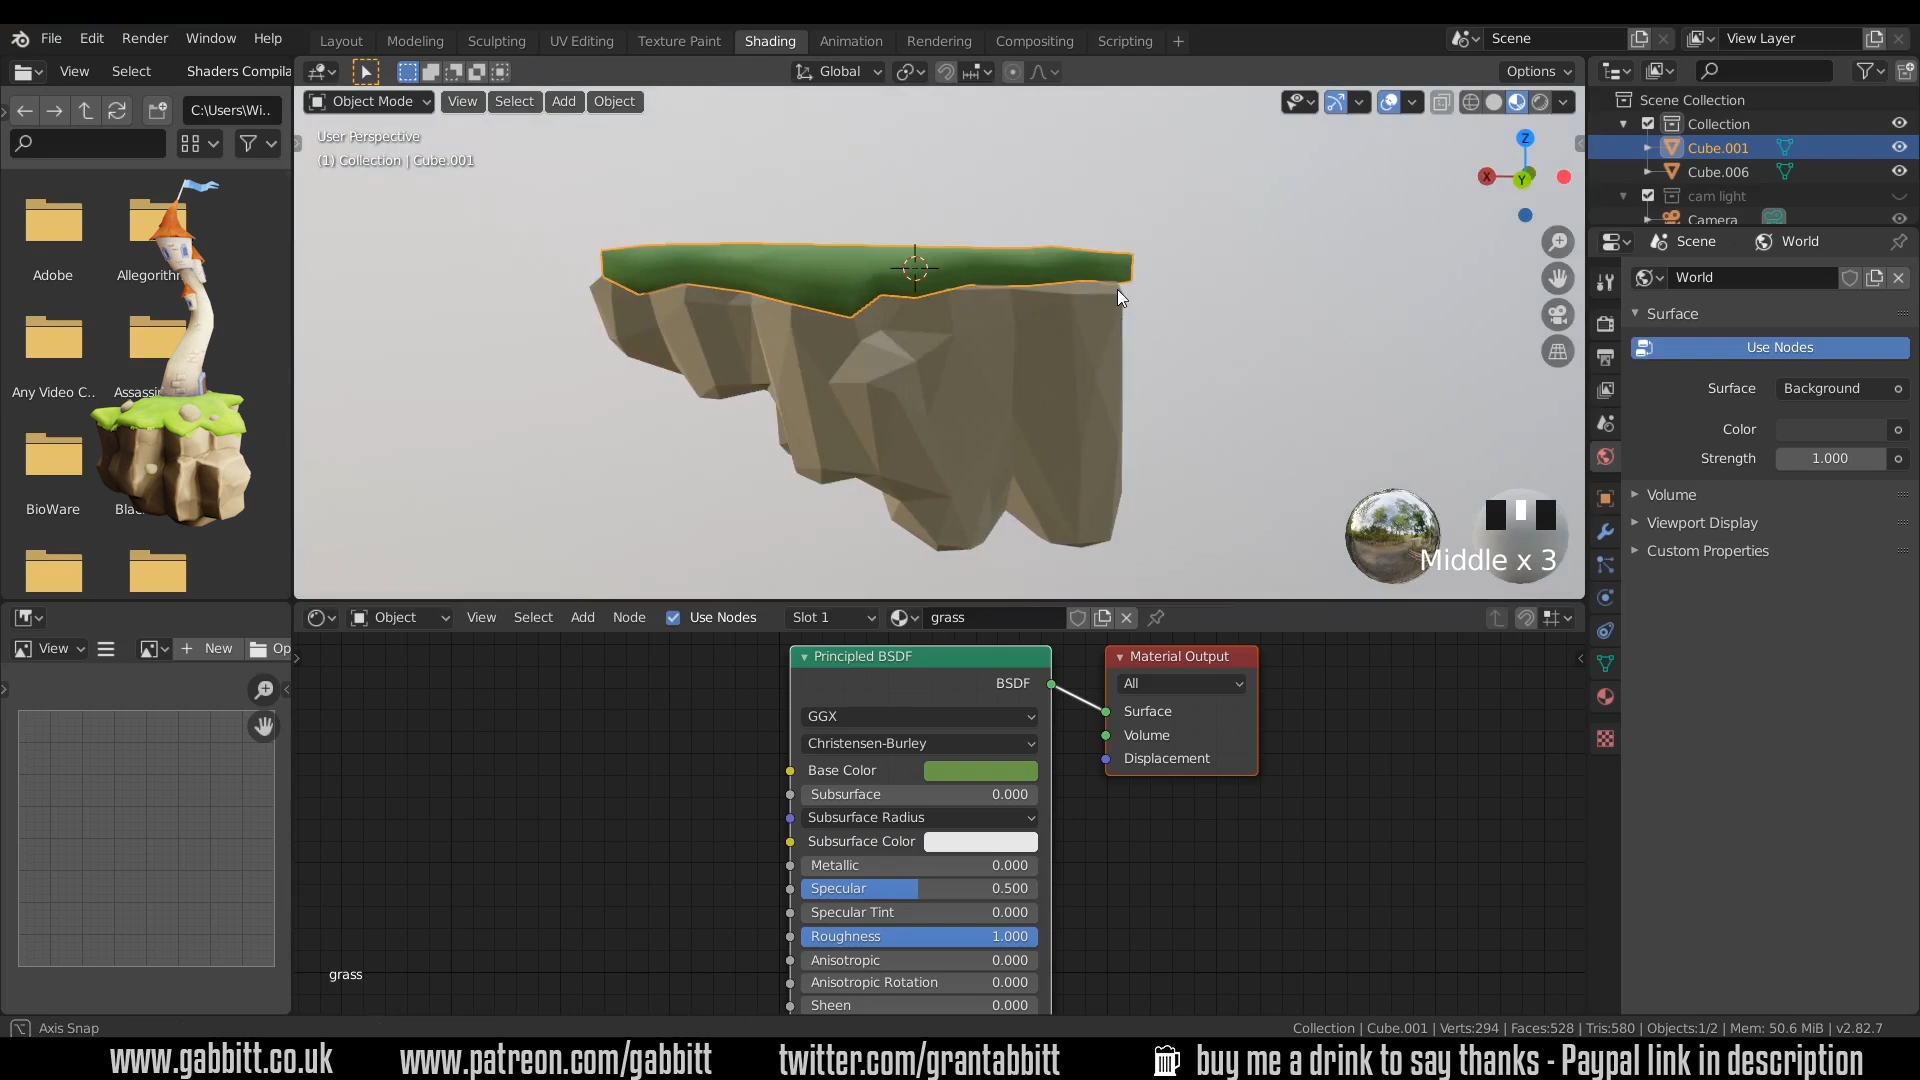 File Edit Render Window Help
Layout Modeling Sculpting UV Editing Texture Paint Shading Animation Rendering Compositing Scripting
Scene
View Layer
View Select Shaders Compila
Global
Options
C:\Users\Wi..
Object Mode View Select Add Object
Scene Collection
Collection
Cube.001
Cube.006
cam light
Camera
User Perspective
(1) Collection | Cube.001
Z
X
Y
Scene World
World
Surface
Use Nodes
Surface Background
Color
Strength 1.000
Volume
Viewport Display
Custom Properties
Adobe
Allegorith
Any Video C..
Assassi
BioWare
Middle x 3
Object View Select Add Node Use Nodes Slot 1 grass
View New Op
Principled BSDF
BSDF
GGX
Christensen-Burley
Base Color
Subsurface 0.000
Subsurface Radius
Subsurface Color
Metallic 0.000
Specular 0.500
Specular Tint 0.000
Roughness 1.000
Anisotropic 0.000
Anisotropic Rotation 0.000
Sheen 0.000
Material Output
All
Surface
Volume
Displacement
grass
Axis Snap
Collection | Cube.001 | Verts:294 | Faces:528 | Tris:580 | Objects:1/2 | Mem: 50.6 MiB | v2.82.7
www.gabbitt.co.uk www.patreon.com/gabbitt twitter.com/grantabbitt buy me a drink to say thanks - Paypal link in description